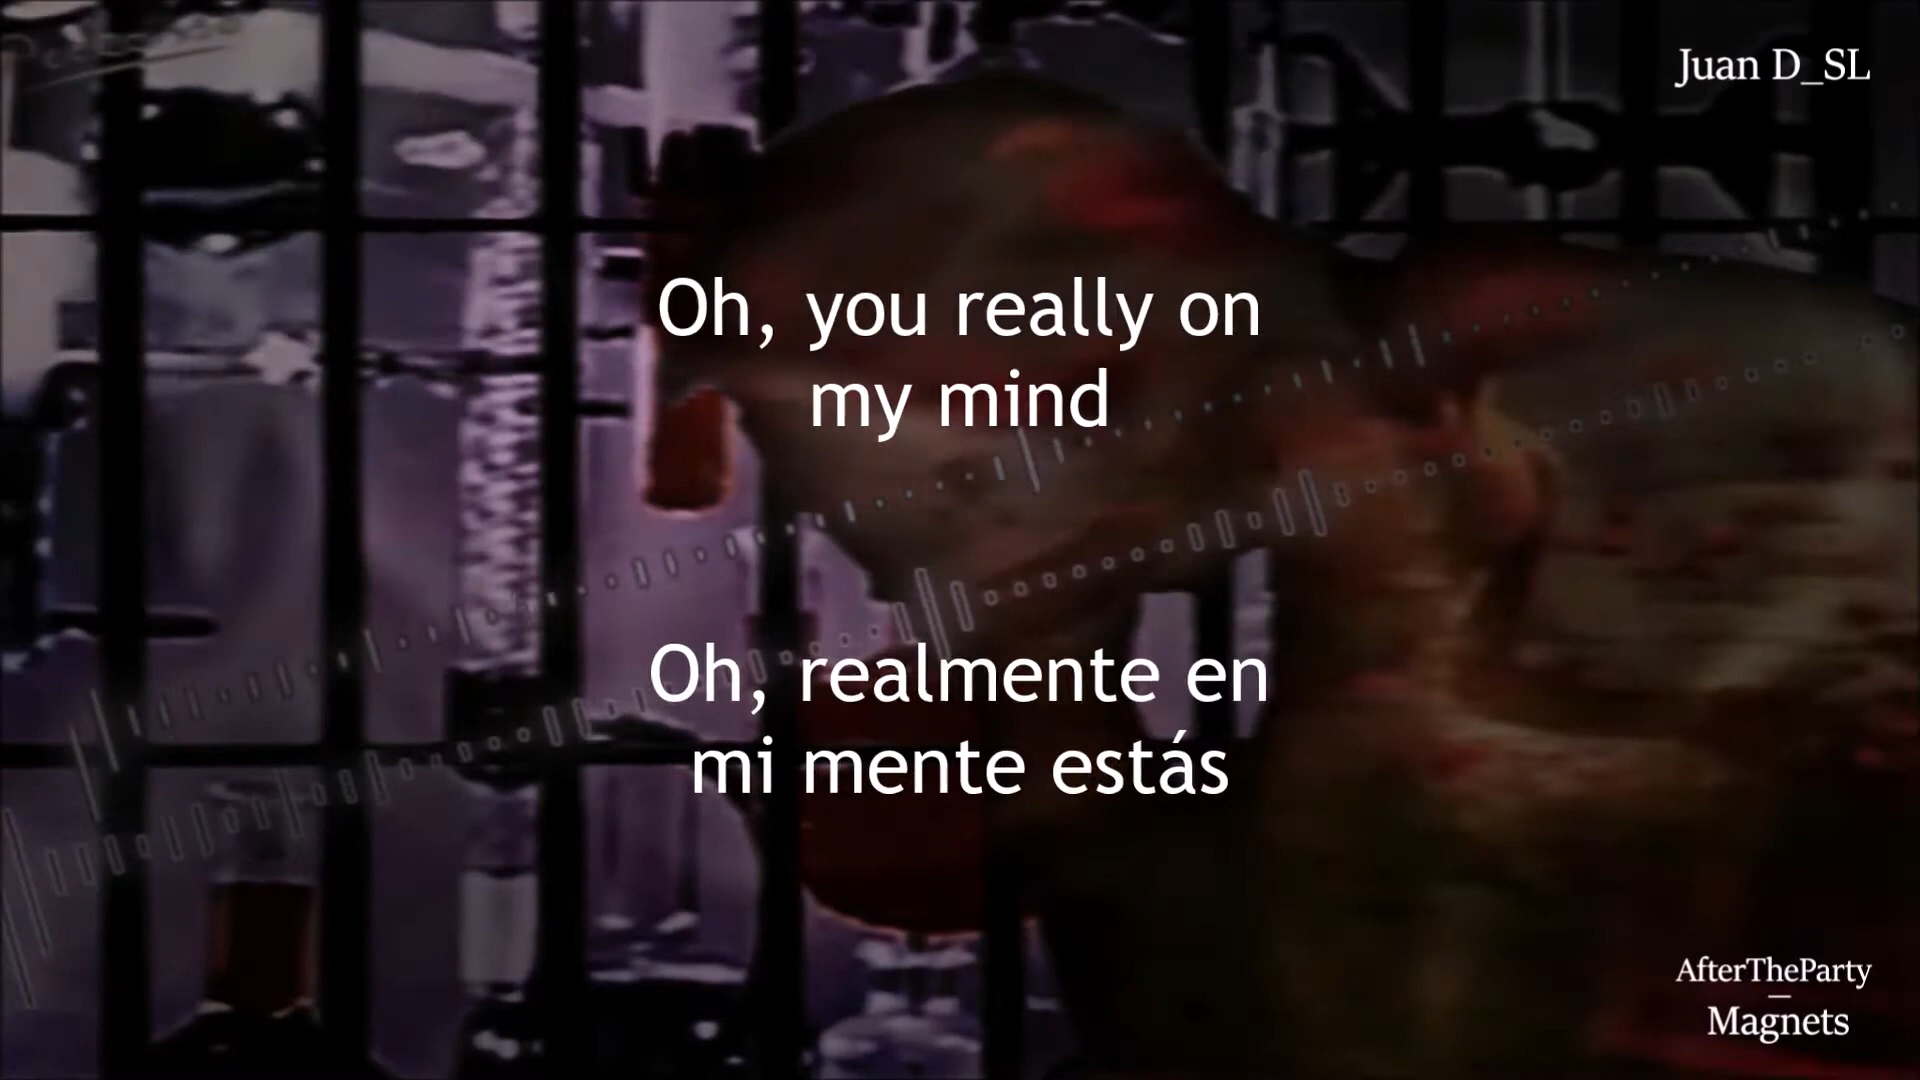 Juan D_SL
Oh, you really on
my mind
Oh, realmente en
mi mente estás
AfterTheParty
–
Magnets